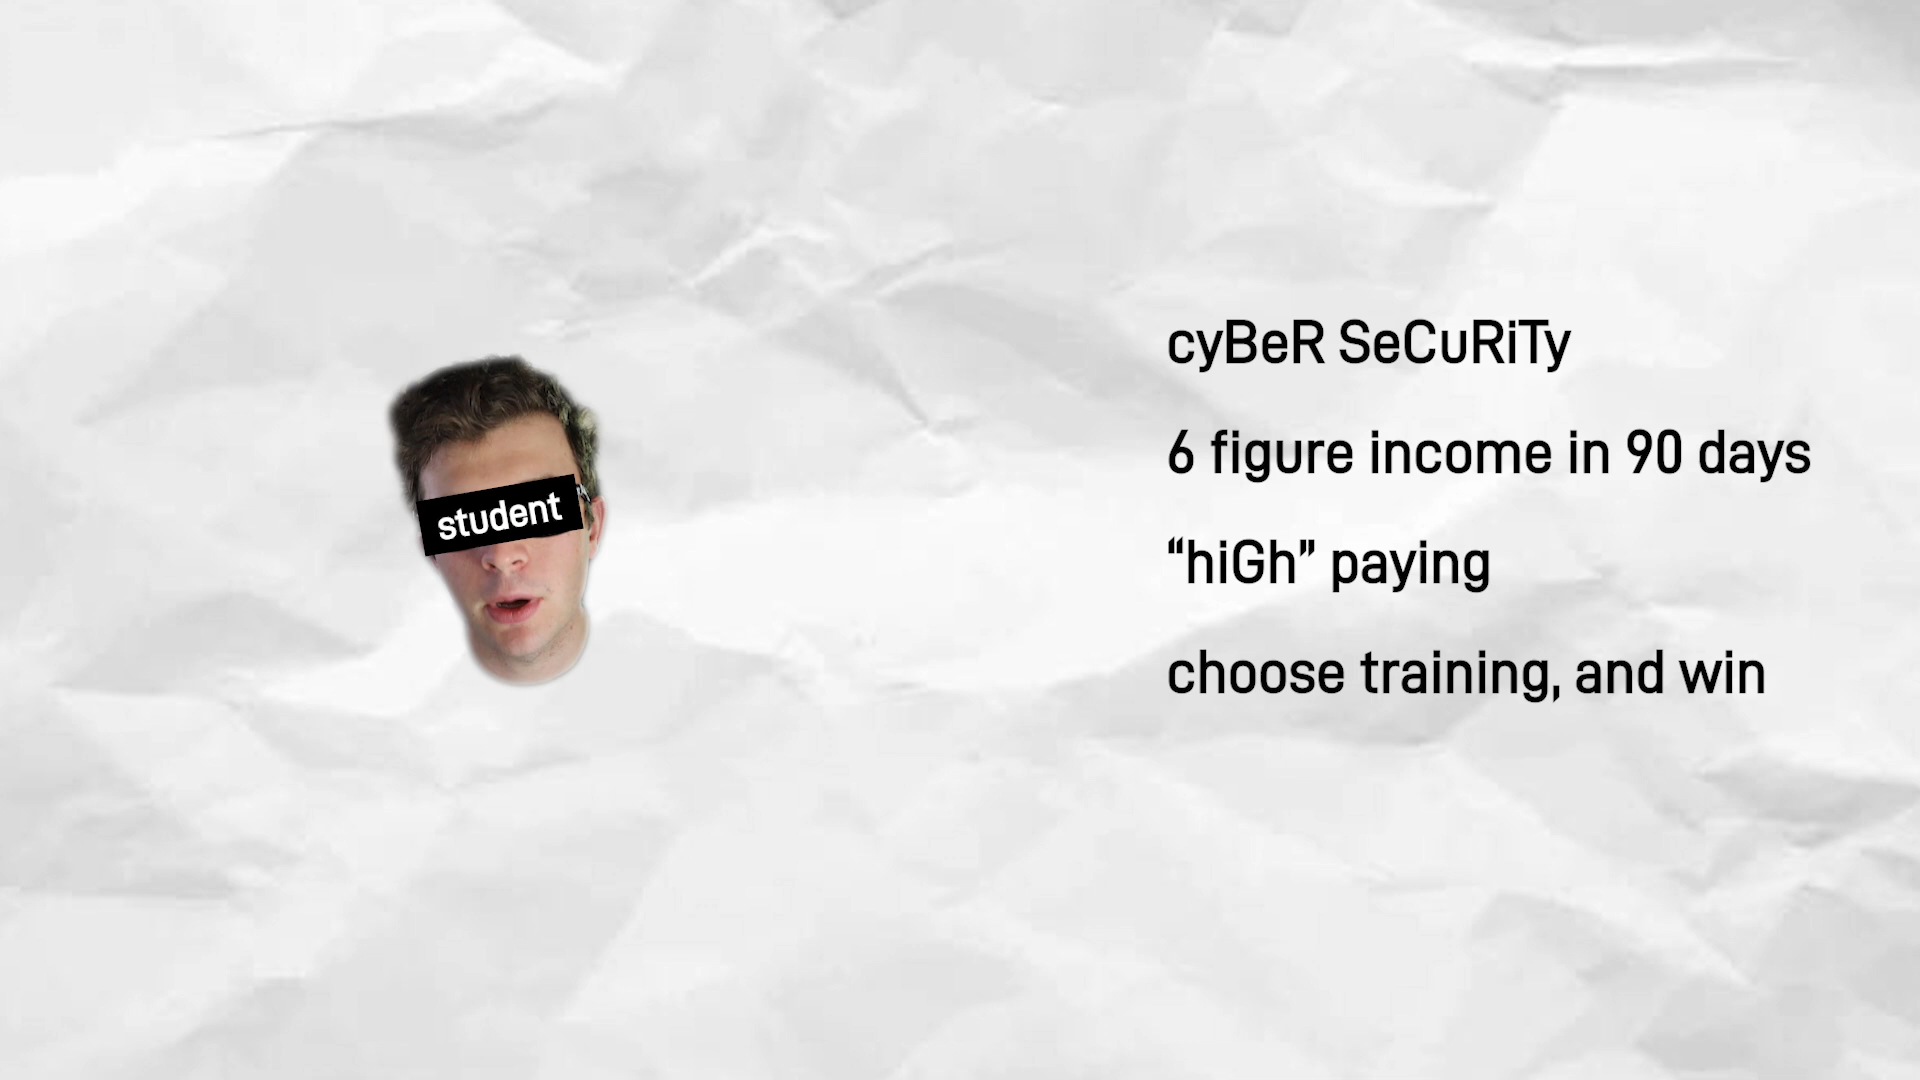 student
cyBeR SeCuRiTy
6 figure income in 90 days
“hiGh” paying
choose training, and win